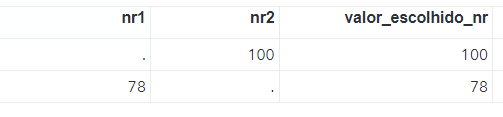 nr1 nr2 valor_escolhido_nr
. 100 100
78 . 78